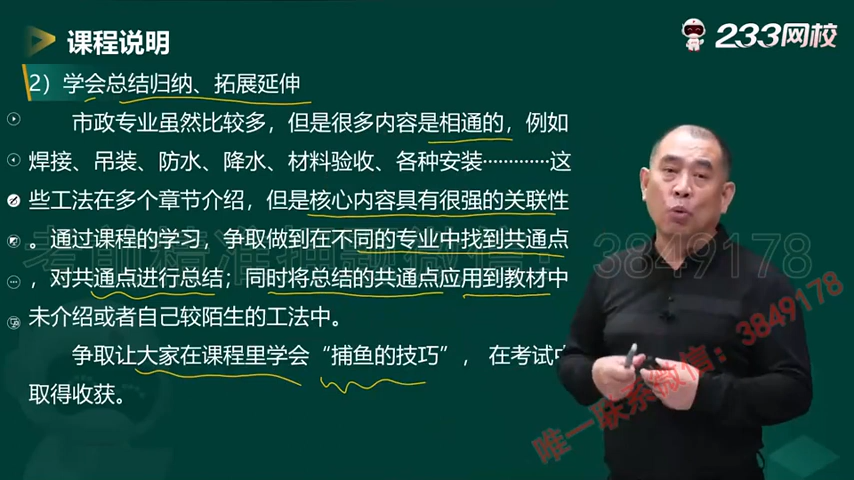 课程说明
233网校
2）学会总结归纳、拓展延伸
市政专业虽然比较多，但是很多内容是相通的，例如
焊接、吊装、防水、降水、材料验收、各种安装…………这
些工法在多个章节介绍，但是核心内容具有很强的关联性
。通过课程的学习，争取做到在不同的专业中找到共通点
，对共通点进行总结；同时将总结的共通点应用到教材中
未介绍或者自己较陌生的工法中。
争取让大家在课程里学会“捕鱼的技巧”，在考试中
取得收获。
3849178
唯一联系微信：3849178